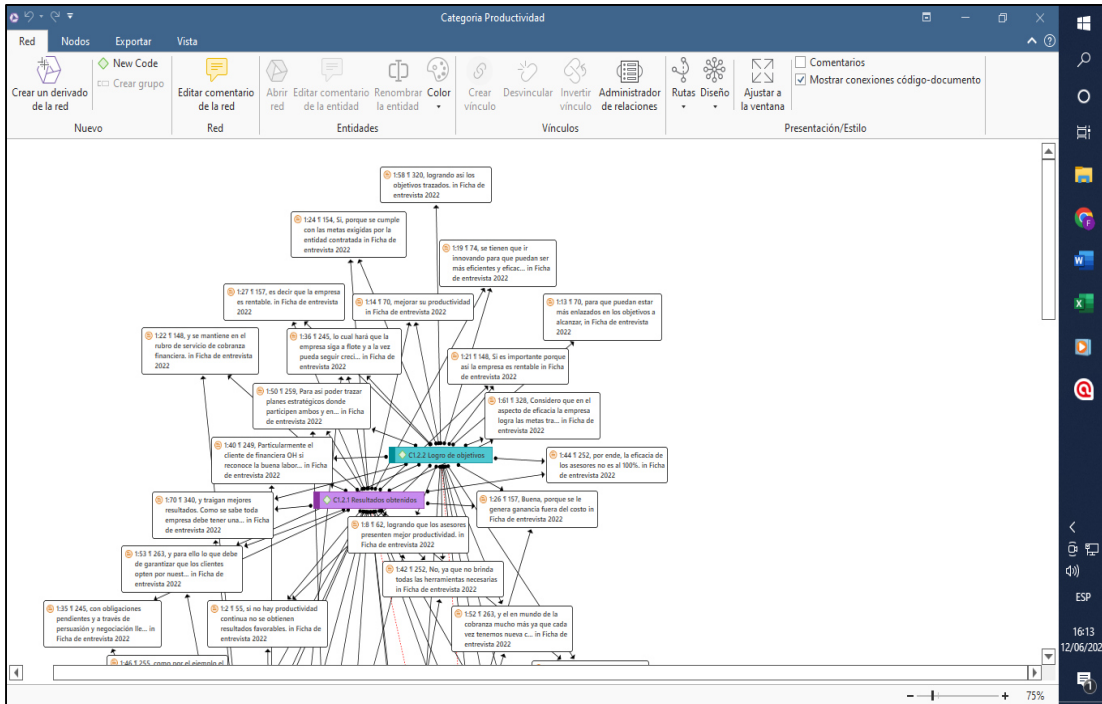 Categoria Productividad
Red
Nodos
Exportar
Vista
Crear un derivado
de la red
New Code
Crear grupo
Nuevo
Editar comentario
de la red
Red
Abrir
red
Editar comentario
de la entidad
Renombrar
la entidad
Color
Entidades
Crear
vínculo
Desvincular
Invertir
vínculo
Administrador
de relaciones
Vínculos
Rutas
Diseño
Ajustar a
la ventana
Comentarios
Mostrar conexiones código-documento
Presentación/Estilo
1:58 ¶ 320, logrando así los
objetivos trazados. in Ficha de
entrevista 2022
1:24 ¶ 154, Sí, porque se cumple
con las metas exigidas por la
entidad contratada in Ficha de
entrevista 2022
1:19 ¶ 74, se tienen que ir
innovando para que puedan ser
más eficientes y eficac... in Ficha
de entrevista 2022
1:27 ¶ 157, es decir que la empresa
es rentable. in Ficha de entrevista
2022
1:14 ¶ 70, mejorar su productividad
in Ficha de entrevista 2022
1:13 ¶ 70, para que puedan estar
más enlazados en los objetivos a
alcanzar, in Ficha de entrevista
2022
1:22 ¶ 148, y se mantiene en el
rubro de servicio de cobranza
financiera. in Ficha de entrevista
2022
1:36 ¶ 245, lo cual hará que la
empresa siga a flote y a la vez
pueda seguir creci... in Ficha de
entrevista 2022
1:21 ¶ 148, Si es importante porque
asi la empresa es rentable in Ficha
de entrevista 2022
1:50 ¶ 259, Para así poder trazar
planes estratégicos donde
participen ambos y en... in Ficha
de entrevista 2022
1:61 ¶ 328, Considero que en el
aspecto de eficacia la empresa
logra las metas tra... in Ficha de
entrevista 2022
1:40 ¶ 249, Particularmente el
cliente de financiera OH si
reconoce la buena labor... in Ficha
de entrevista 2022
C1.2.2 Logro de objetivos
1:44 ¶ 252, por ende, la eficacia de
los asesores no es al 100%. in Ficha
de entrevista 2022
1:70 ¶ 340, y traigan mejores
resultados. Como se sabe toda
empresa debe tener una... in Ficha
de entrevista 2022
C1.2.1 Resultados obtenidos
1:26 ¶ 157, Buena, porque se le
genera ganancia fuera del costo in
Ficha de entrevista 2022
1:8 ¶ 62, logrando que los asesores
presenten mejor productividad. in
Ficha de entrevista 2022
1:53 ¶ 263, y para ello lo que debe
de garantizar que los clientes
opten por nuest... in Ficha de
entrevista 2022
1:42 ¶ 252, No, ya que no brinda
todas las herramientas necesarias
in Ficha de entrevista 2022
1:35 ¶ 245, con obligaciones
pendientes y a través de
persuasión y negociación lle... in
Ficha de entrevista 2022
1:2 ¶ 55, si no hay productividad
continua no se obtienen
resultados favorables. in Ficha de
entrevista 2022
1:52 ¶ 263, y el en mundo de la
cobranza mucho más ya que cada
vez tenemos nueva c... in Ficha de
entrevista 2022
1:46 ¶ 255, como por el ejemplo el
75%
ESP
16:13
12/06/202